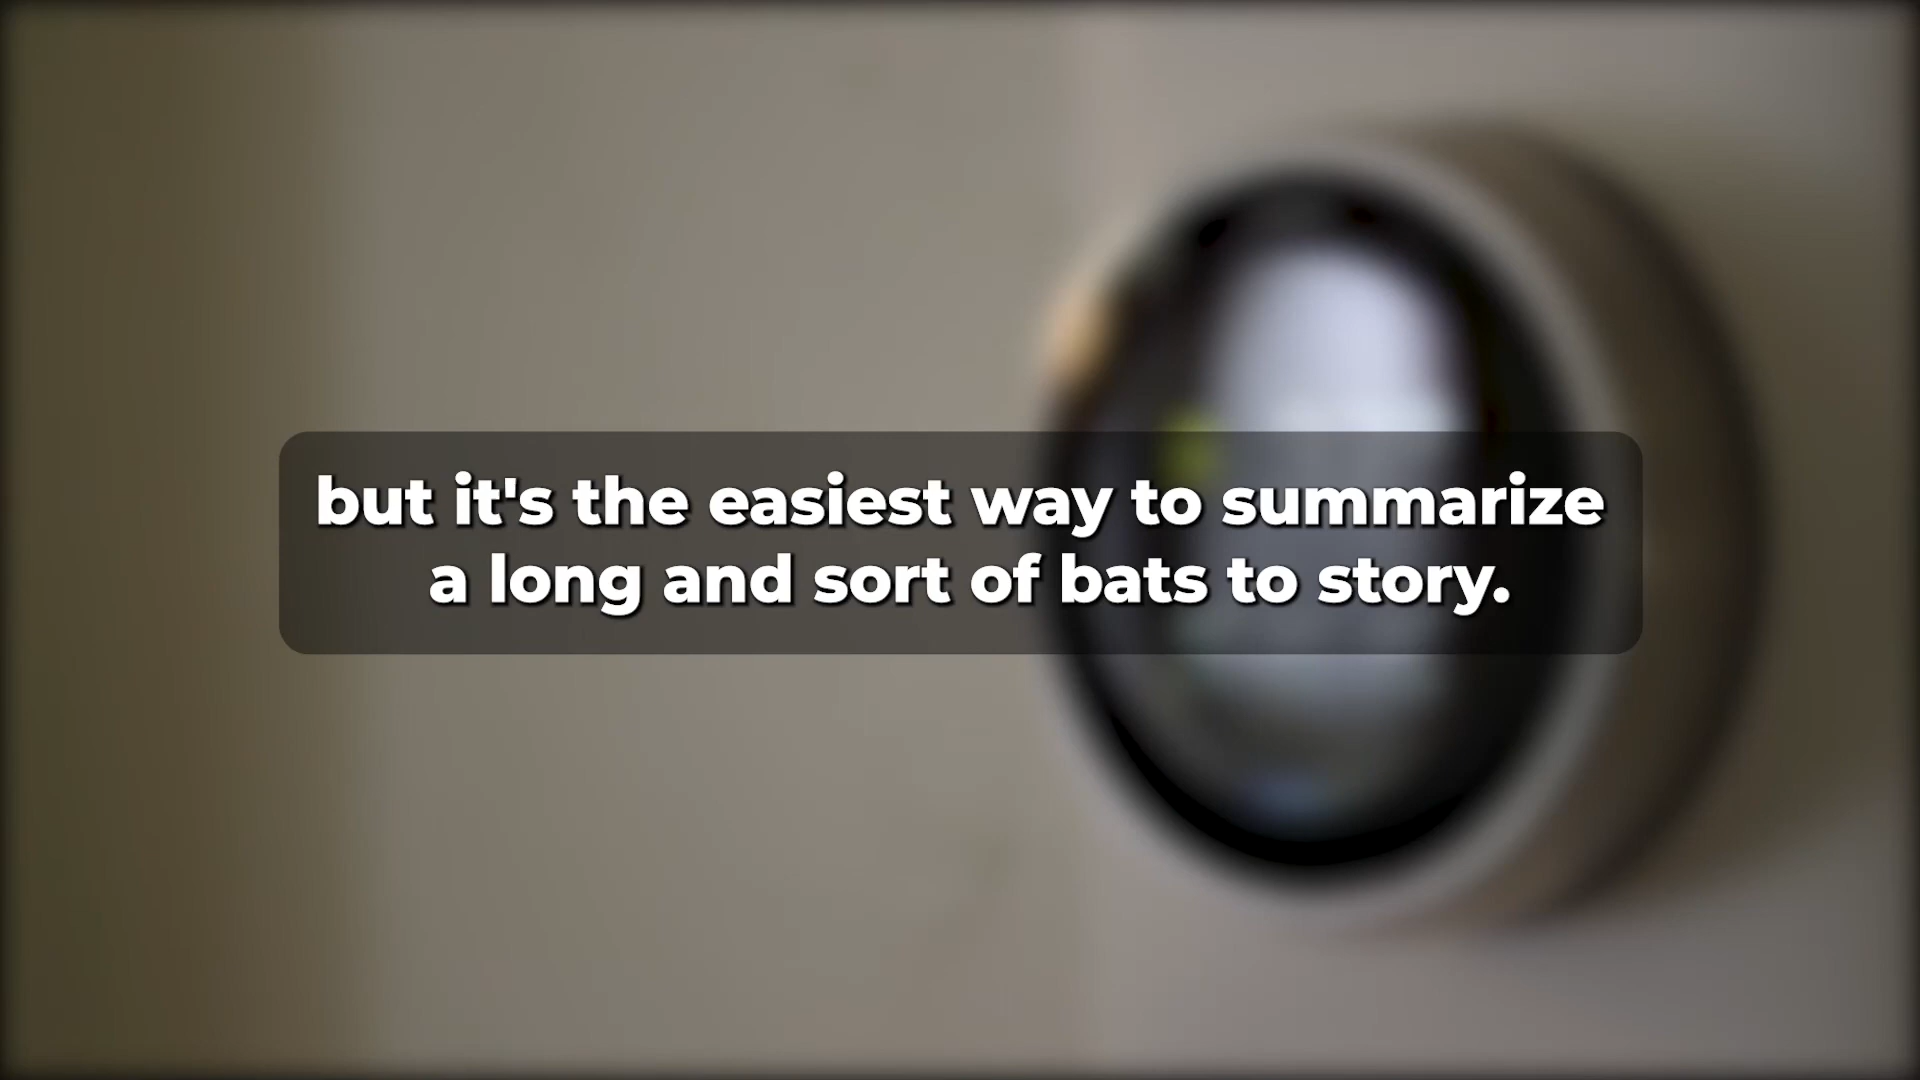 but it's the easiest way to summarize
a long and sort of bats to story.